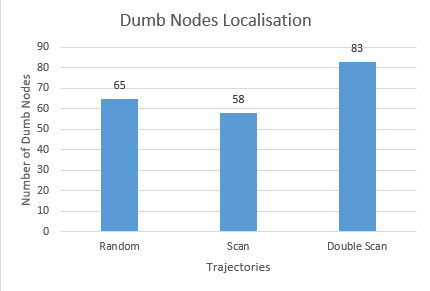 Dumb Nodes Localisation
Number of Dumb Nodes
90
80
70
60
50
40
30
20
10
0
65
58
83
Random
Scan
Double Scan
Trajectories